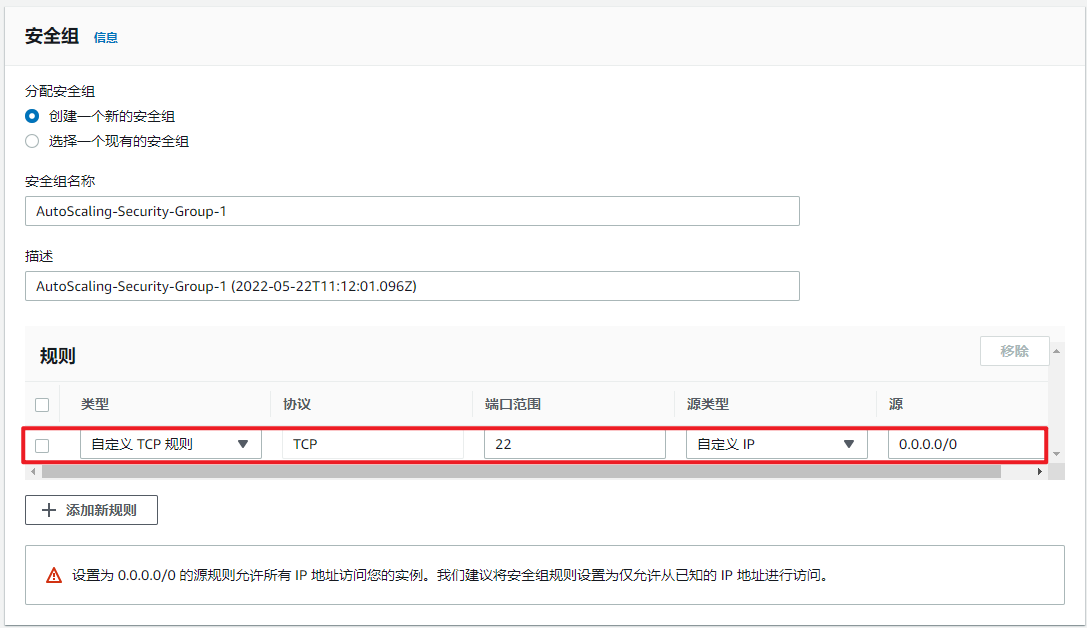 安全组 信息
分配安全组
创建一个新的安全组
选择一个现有的安全组
安全组名称
AutoScaling-Security-Group-1
描述
AutoScaling-Security-Group-1 (2022-05-22T11:12:01.096Z)
规则 移除
类型 协议 端口范围 源类型 源
自定义 TCP 规则 TCP 22 自定义 IP 0.0.0.0/0
添加新规则
设置为 0.0.0.0/0 的源规则允许所有 IP 地址访问您的实例。我们建议将安全组规则设置为仅允许从已知的 IP 地址进行访问。